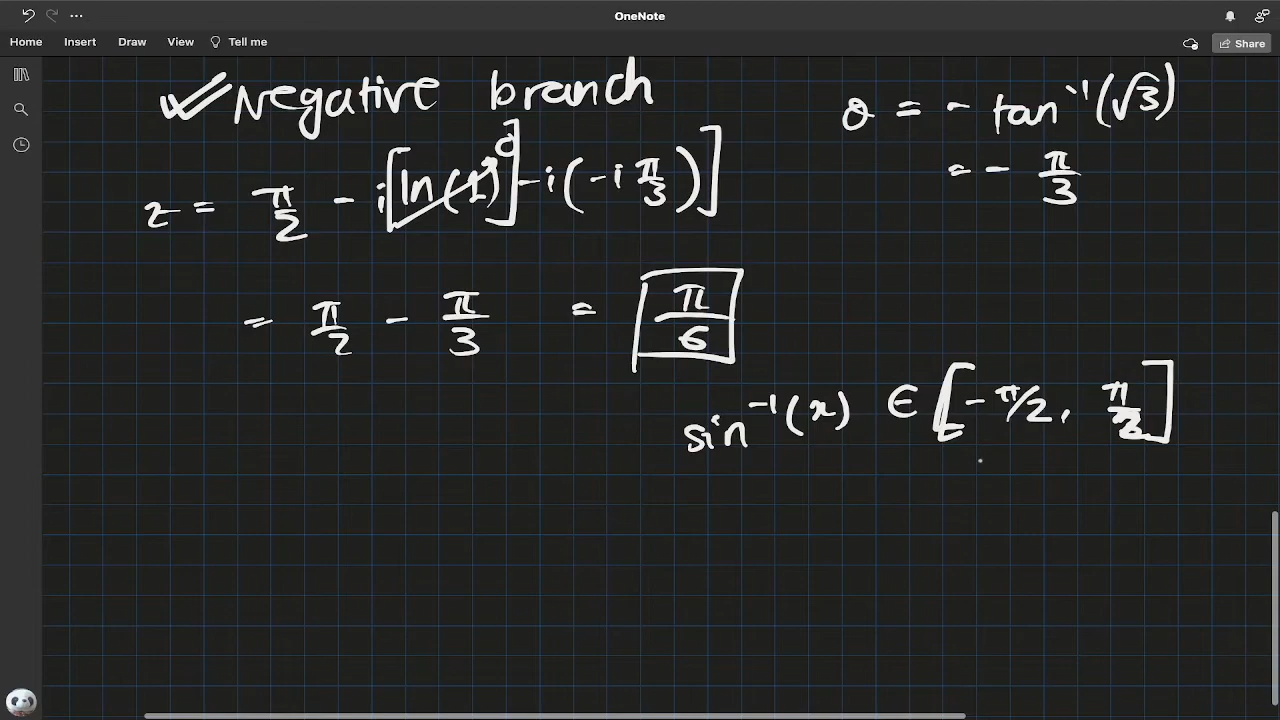 OneNote
Home Insert Draw View Tell me Share
✓ Negative branch
θ = - tan⁻¹(√3)
= - π/3
z = π/2 - i[ln(1)]⁰ - i(-i π/3)]
= π/2 - π/3 = π/6
sin⁻¹(x) ∈ [-π/2, π/2]